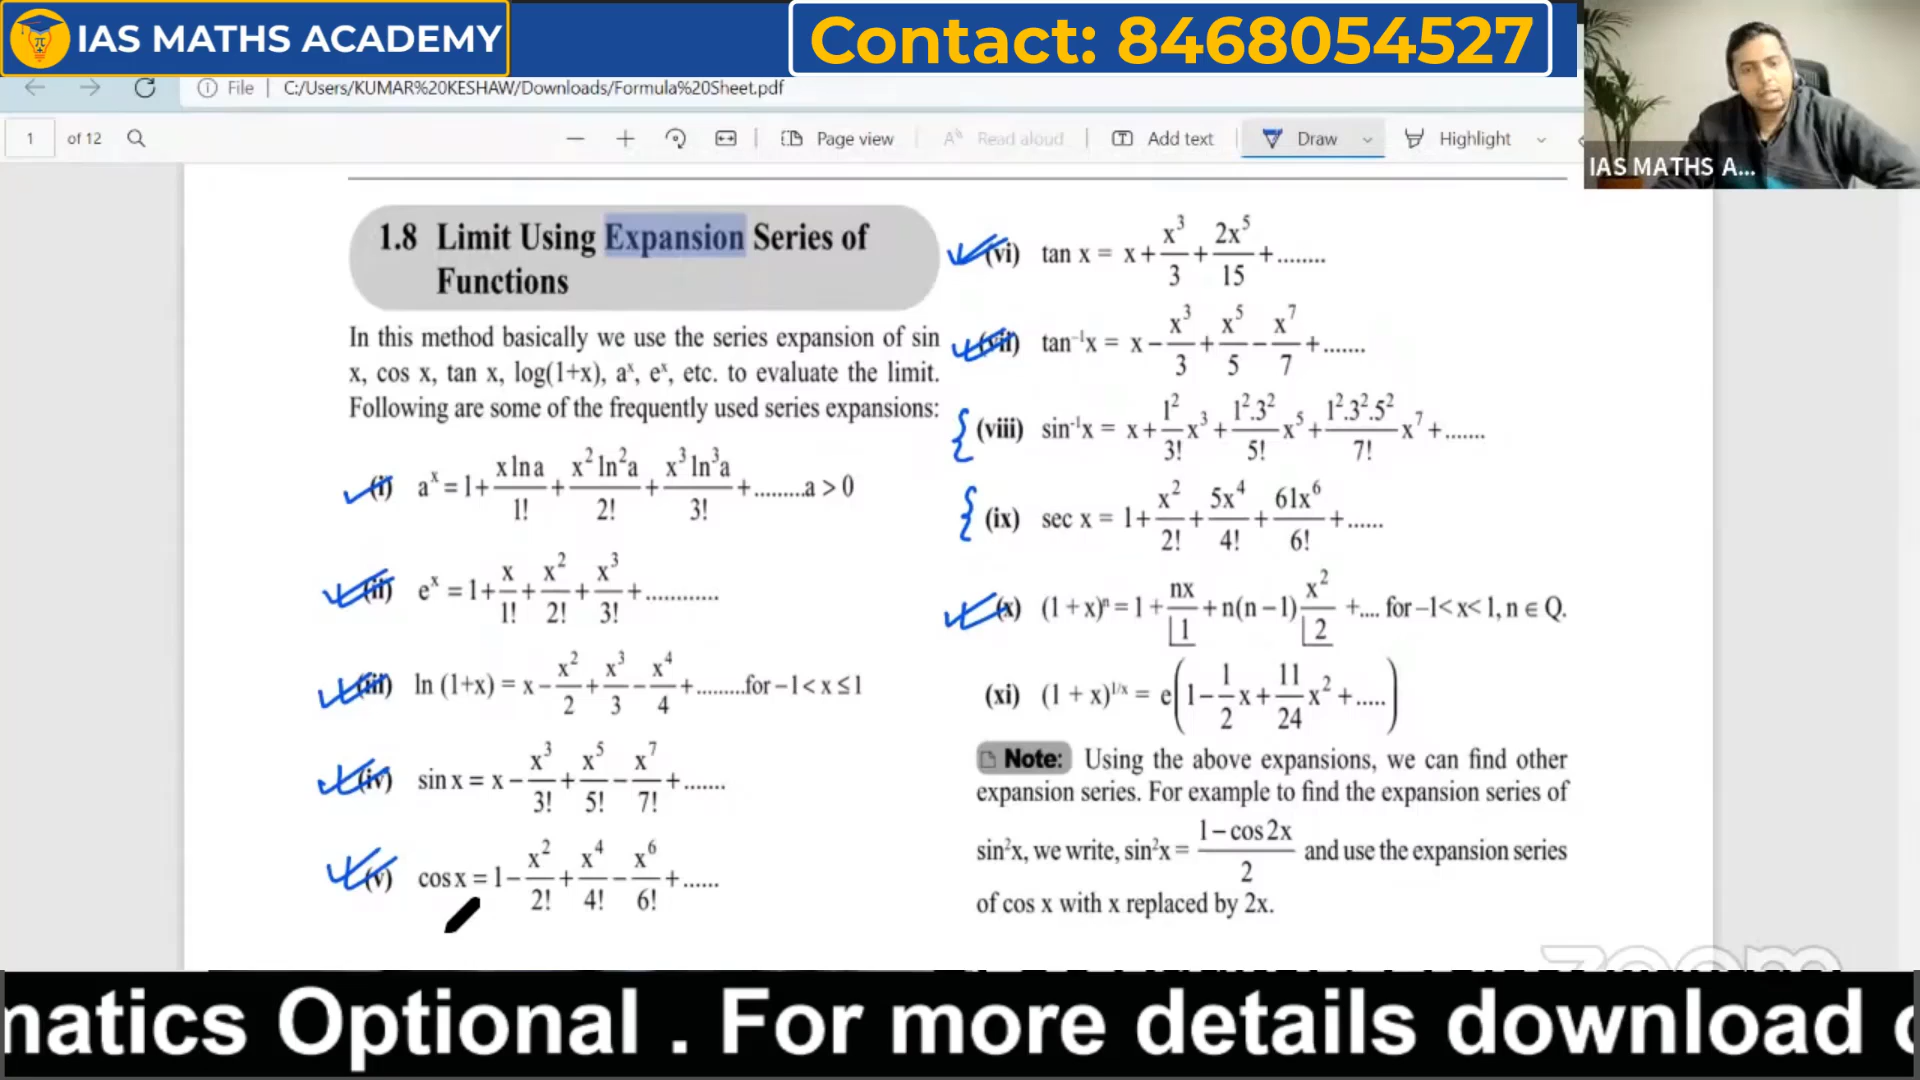 IAS MATHS ACADEMY
Contact: 8468054527
File | C:/Users/KUMAR%20KESHAW/Downloads/Formula%20Sheet.pdf
1 of 12 Page view Read aloud Add text Draw Highlight
IAS MATHS A...
1.8 Limit Using Expansion Series of
Functions
In this method basically we use the series expansion of sin
x, cos x, tan x, log(1+x), aˣ, eˣ, etc. to evaluate the limit.
Following are some of the frequently used series expansions:
(i) aˣ = 1 + x ln a/1! + x² ln²a/2! + x³ ln³a/3! + ......... a > 0
(ii) eˣ = 1 + x/1! + x²/2! + x³/3! + ............
(iii) ln (1+x) = x − x²/2 + x³/3 − x⁴/4 + ......... for −1 < x ≤ 1
(iv) sin x = x − x³/3! + x⁵/5! − x⁷/7! + ......
(v) cos x = 1 − x²/2! + x⁴/4! − x⁶/6! + ......
(vi) tan x = x + x³/3 + 2x⁵/15 + ........
(vii) tan⁻¹x = x − x³/3 + x⁵/5 − x⁷/7 + .......
(viii) sin⁻¹x = x + 1²/3! x³ + 1².3²/5! x⁵ + 1².3².5²/7! x⁷ + .......
(ix) sec x = 1 + x²/2! + 5x⁴/4! + 61x⁶/6! + ......
(x) (1 + x)ⁿ = 1 + nx/⌊1 + n(n − 1) x²/⌊2 + .... for −1 < x < 1, n ∈ Q.
(xi) (1 + x)^(1/x) = e(1 − 1/2 x + 11/24 x² + .....)
Note: Using the above expansions, we can find other
expansion series. For example to find the expansion series of
sin²x, we write, sin²x = (1 − cos 2x)/2 and use the expansion series
of cos x with x replaced by 2x.
zoom
matics Optional . For more details download